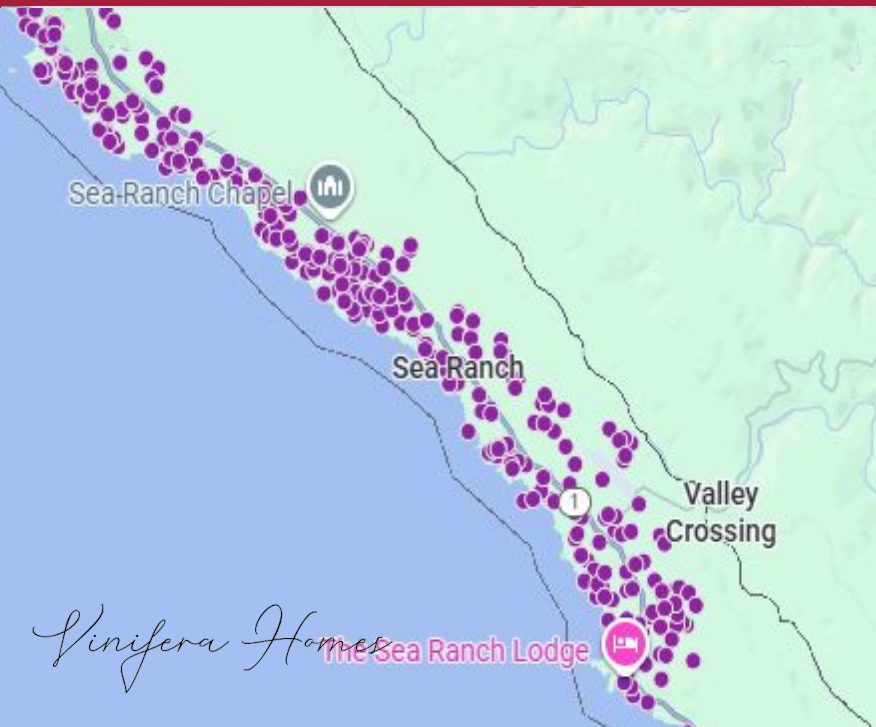 Sea Ranch Chapel
Sea Ranch
1
Valley
Crossing
Vinifera Homes
The Sea Ranch Lodge